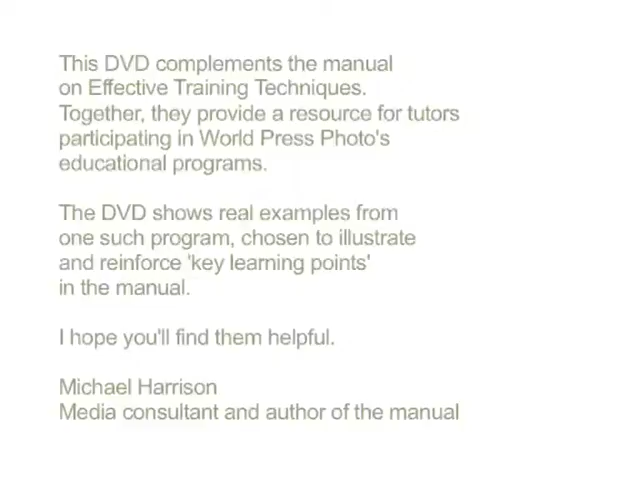 This DVD complements the manual
on Effective Training Techniques.
Together, they provide a resource for tutors
participating in World Press Photo's
educational programs.
The DVD shows real examples from
one such program, chosen to illustrate
and reinforce 'key learning points'
in the manual.
I hope you'll find them helpful.
Michael Harrison
Media consultant and author of the manual